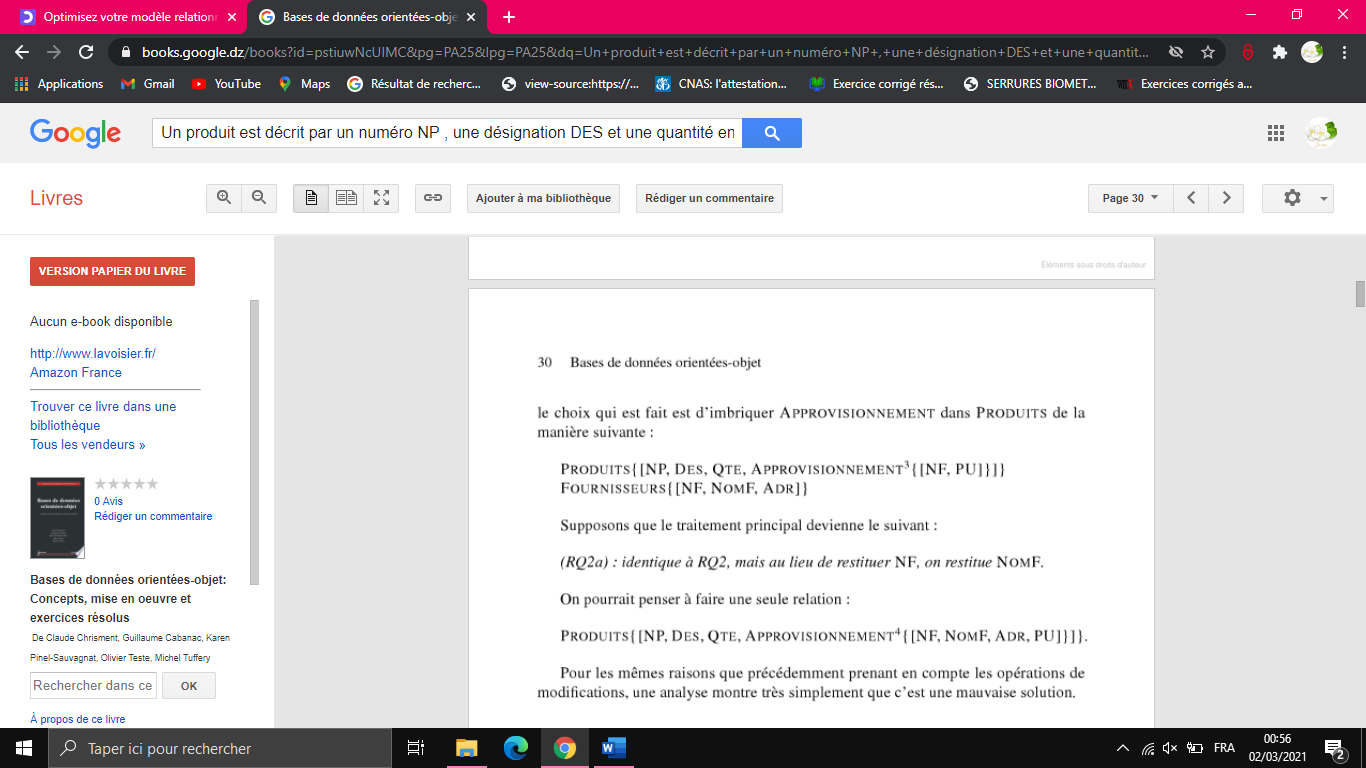 Optimisez votre modèle relationn
Bases de données orientées-obje
books.google.dz/books?id=pstiuwNcUIMC&pg=PA25&lpg=PA25&dq=Un+produit+est+décrit+par+un+numéro+NP+,+une+désignation+DES+et+une+quantit...
Applications
Gmail
YouTube
Maps
Résultat de recherc...
view-source:https://...
CNAS: l'attestation...
Exercice corrigé rés...
SERRURES BIOMET...
Exercices corrigés a...
Google
Un produit est décrit par un numéro NP , une désignation DES et une quantité en
Livres
Ajouter à ma bibliothèque
Rédiger un commentaire
Page 30
VERSION PAPIER DU LIVRE
Aucun e-book disponible
http://www.lavoisier.fr/
Amazon France
Trouver ce livre dans une
bibliothèque
Tous les vendeurs »
Bases de données
orientées-objet
0 Avis
Rédiger un commentaire
Bases de données orientées-objet:
Concepts, mise en oeuvre et
exercices résolus
De Claude Chrisment, Guillaume Cabanac, Karen
Pinel-Sauvagnat, Olivier Teste, Michel Tuffery
Rechercher dans ce
OK
À propos de ce livre
Éléments sous droits d'auteur
30 Bases de données orientées-objet
le choix qui est fait est d'imbriquer APPROVISIONNEMENT dans PRODUITS de la
manière suivante :
PRODUITS{[NP, DES, QTE, APPROVISIONNEMENT³{[NF, PU]}]}
FOURNISSEURS{[NF, NOMF, ADR]}
Supposons que le traitement principal devienne le suivant :
(RQ2a) : identique à RQ2, mais au lieu de restituer NF, on restitue NOMF.
On pourrait penser à faire une seule relation :
PRODUITS{[NP, DES, QTE, APPROVISIONNEMENT⁴{[NF, NOMF, ADR, PU]}]}.
Pour les mêmes raisons que précédemment prenant en compte les opérations de
modifications, une analyse montre très simplement que c'est une mauvaise solution.
Taper ici pour rechercher
FRA
00:56
02/03/2021
2